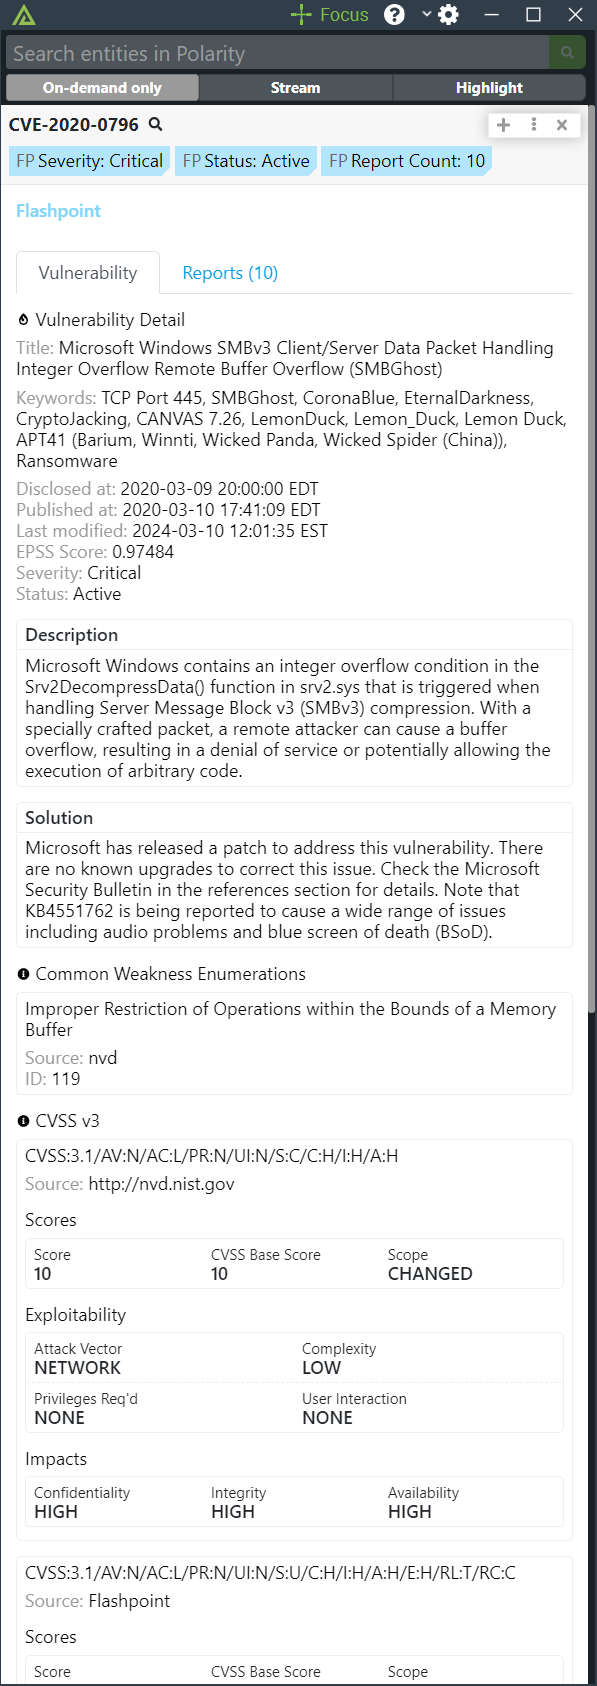 Focus
Search entities in Polarity
On-demand only Stream Highlight
CVE-2020-0796
FP Severity: Critical FP Status: Active FP Report Count: 10
Flashpoint
Vulnerability Reports (10)
Vulnerability Detail
Title: Microsoft Windows SMBv3 Client/Server Data Packet Handling
Integer Overflow Remote Buffer Overflow (SMBGhost)
Keywords: TCP Port 445, SMBGhost, CoronaBlue, EternalDarkness,
CryptoJacking, CANVAS 7.26, LemonDuck, Lemon_Duck, Lemon Duck,
APT41 (Barium, Winnti, Wicked Panda, Wicked Spider (China)),
Ransomware
Disclosed at: 2020-03-09 20:00:00 EDT
Published at: 2020-03-10 17:41:09 EDT
Last modified: 2024-03-10 12:01:35 EST
EPSS Score: 0.97484
Severity: Critical
Status: Active
Description
Microsoft Windows contains an integer overflow condition in the
Srv2DecompressData() function in srv2.sys that is triggered when
handling Server Message Block v3 (SMBv3) compression. With a
specially crafted packet, a remote attacker can cause a buffer
overflow, resulting in a denial of service or potentially allowing the
execution of arbitrary code.
Solution
Microsoft has released a patch to address this vulnerability. There
are no known upgrades to correct this issue. Check the Microsoft
Security Bulletin in the references section for details. Note that
KB4551762 is being reported to cause a wide range of issues
including audio problems and blue screen of death (BSoD).
Common Weakness Enumerations
Improper Restriction of Operations within the Bounds of a Memory
Buffer
Source: nvd
ID: 119
CVSS v3
CVSS:3.1/AV:N/AC:L/PR:N/UI:N/S:C/C:H/I:H/A:H
Source: http://nvd.nist.gov
Scores
Score CVSS Base Score Scope
10 10 CHANGED
Exploitability
Attack Vector Complexity
NETWORK LOW
Privileges Req'd User Interaction
NONE NONE
Impacts
Confidentiality Integrity Availability
HIGH HIGH HIGH
CVSS:3.1/AV:N/AC:L/PR:N/UI:N/S:U/C:H/I:H/A:H/E:H/RL:T/RC:C
Source: Flashpoint
Scores
Score CVSS Base Score Scope